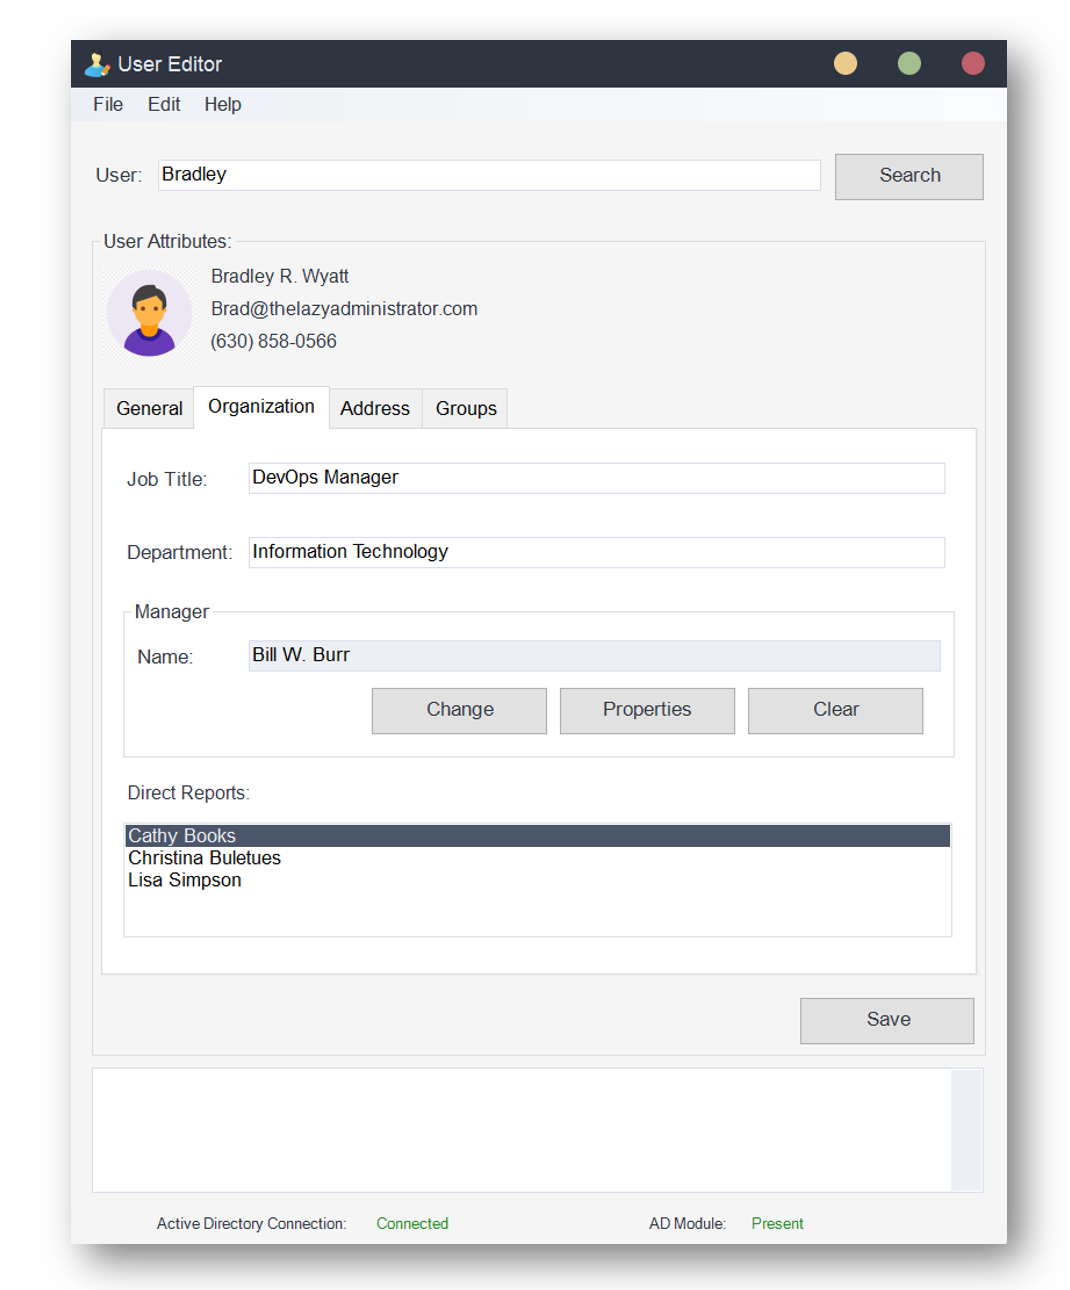 User Editor
File Edit Help
User: Bradley Search
User Attributes:
Bradley R. Wyatt
Brad@thelazyadministrator.com
(630) 858-0566
General Organization Address Groups
Job Title: DevOps Manager
Department: Information Technology
Manager
Name: Bill W. Burr
Change Properties Clear
Direct Reports:
Cathy Books
Christina Buletues
Lisa Simpson
Save
Active Directory Connection: Connected AD Module: Present